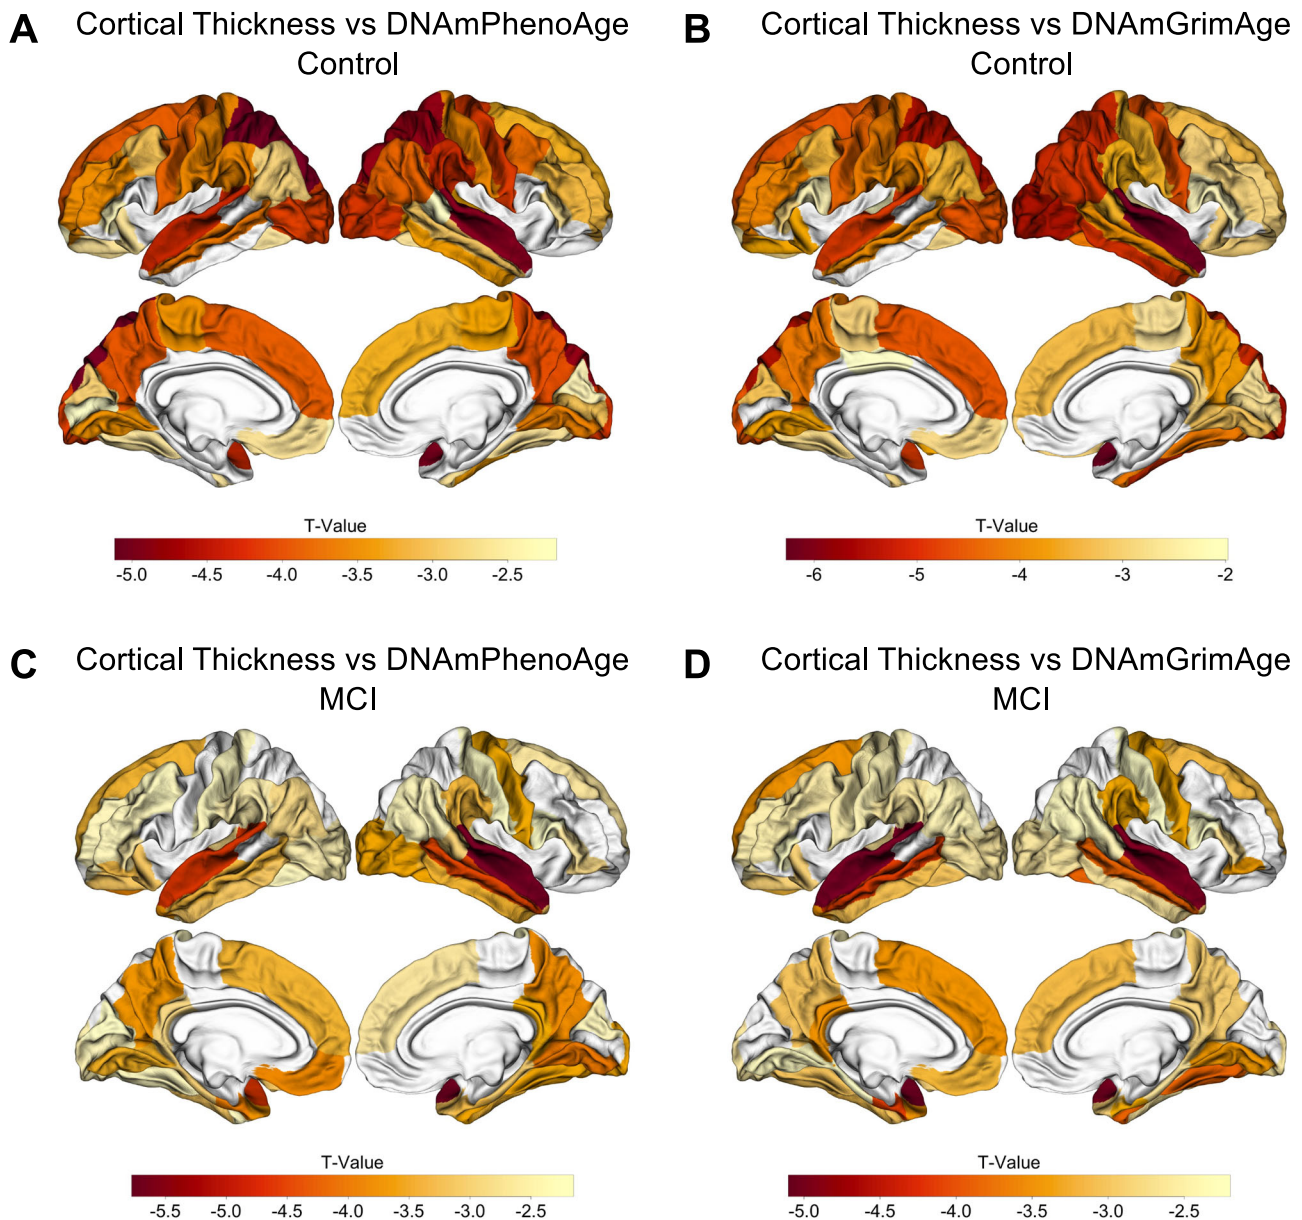 A Cortical Thickness vs DNAmPhenoAge
Control
B Cortical Thickness vs DNAmGrimAge
Control
T-Value
-5.0 -4.5 -4.0 -3.5 -3.0 -2.5
T-Value
-6 -5 -4 -3 -2
C Cortical Thickness vs DNAmPhenoAge
MCI
D Cortical Thickness vs DNAmGrimAge
MCI
T-Value
-5.5 -5.0 -4.5 -4.0 -3.5 -3.0 -2.5
T-Value
-5.0 -4.5 -4.0 -3.5 -3.0 -2.5